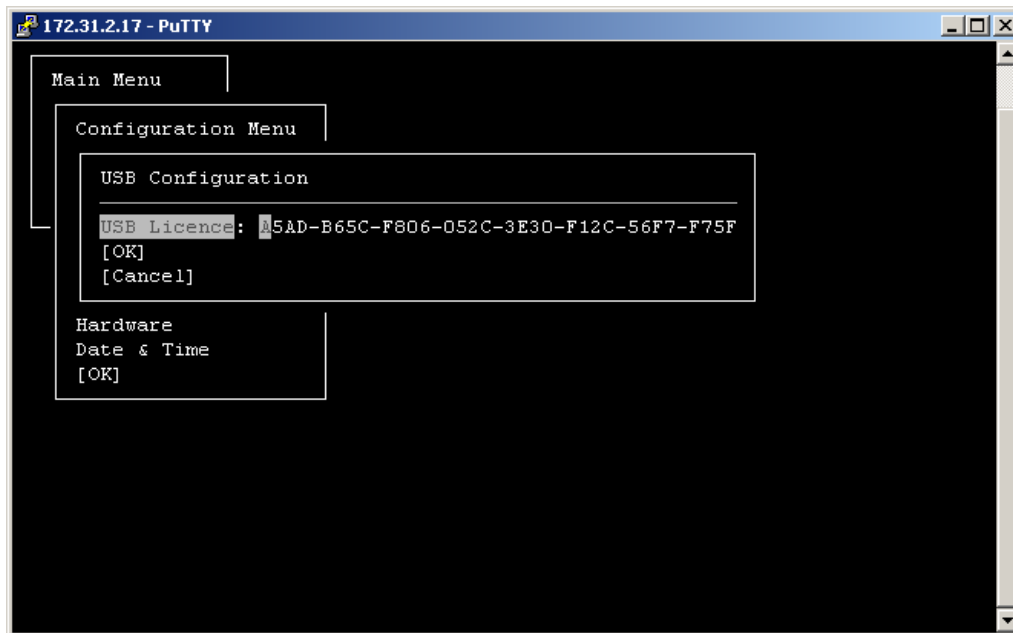 172.31.2.17 - PuTTY
Main Menu
Configuration Menu
USB Configuration
USB Licence: A5AD-B65C-F806-052C-3E30-F12C-56F7-F75F
[OK]
[Cancel]
Hardware
Date & Time
[OK]